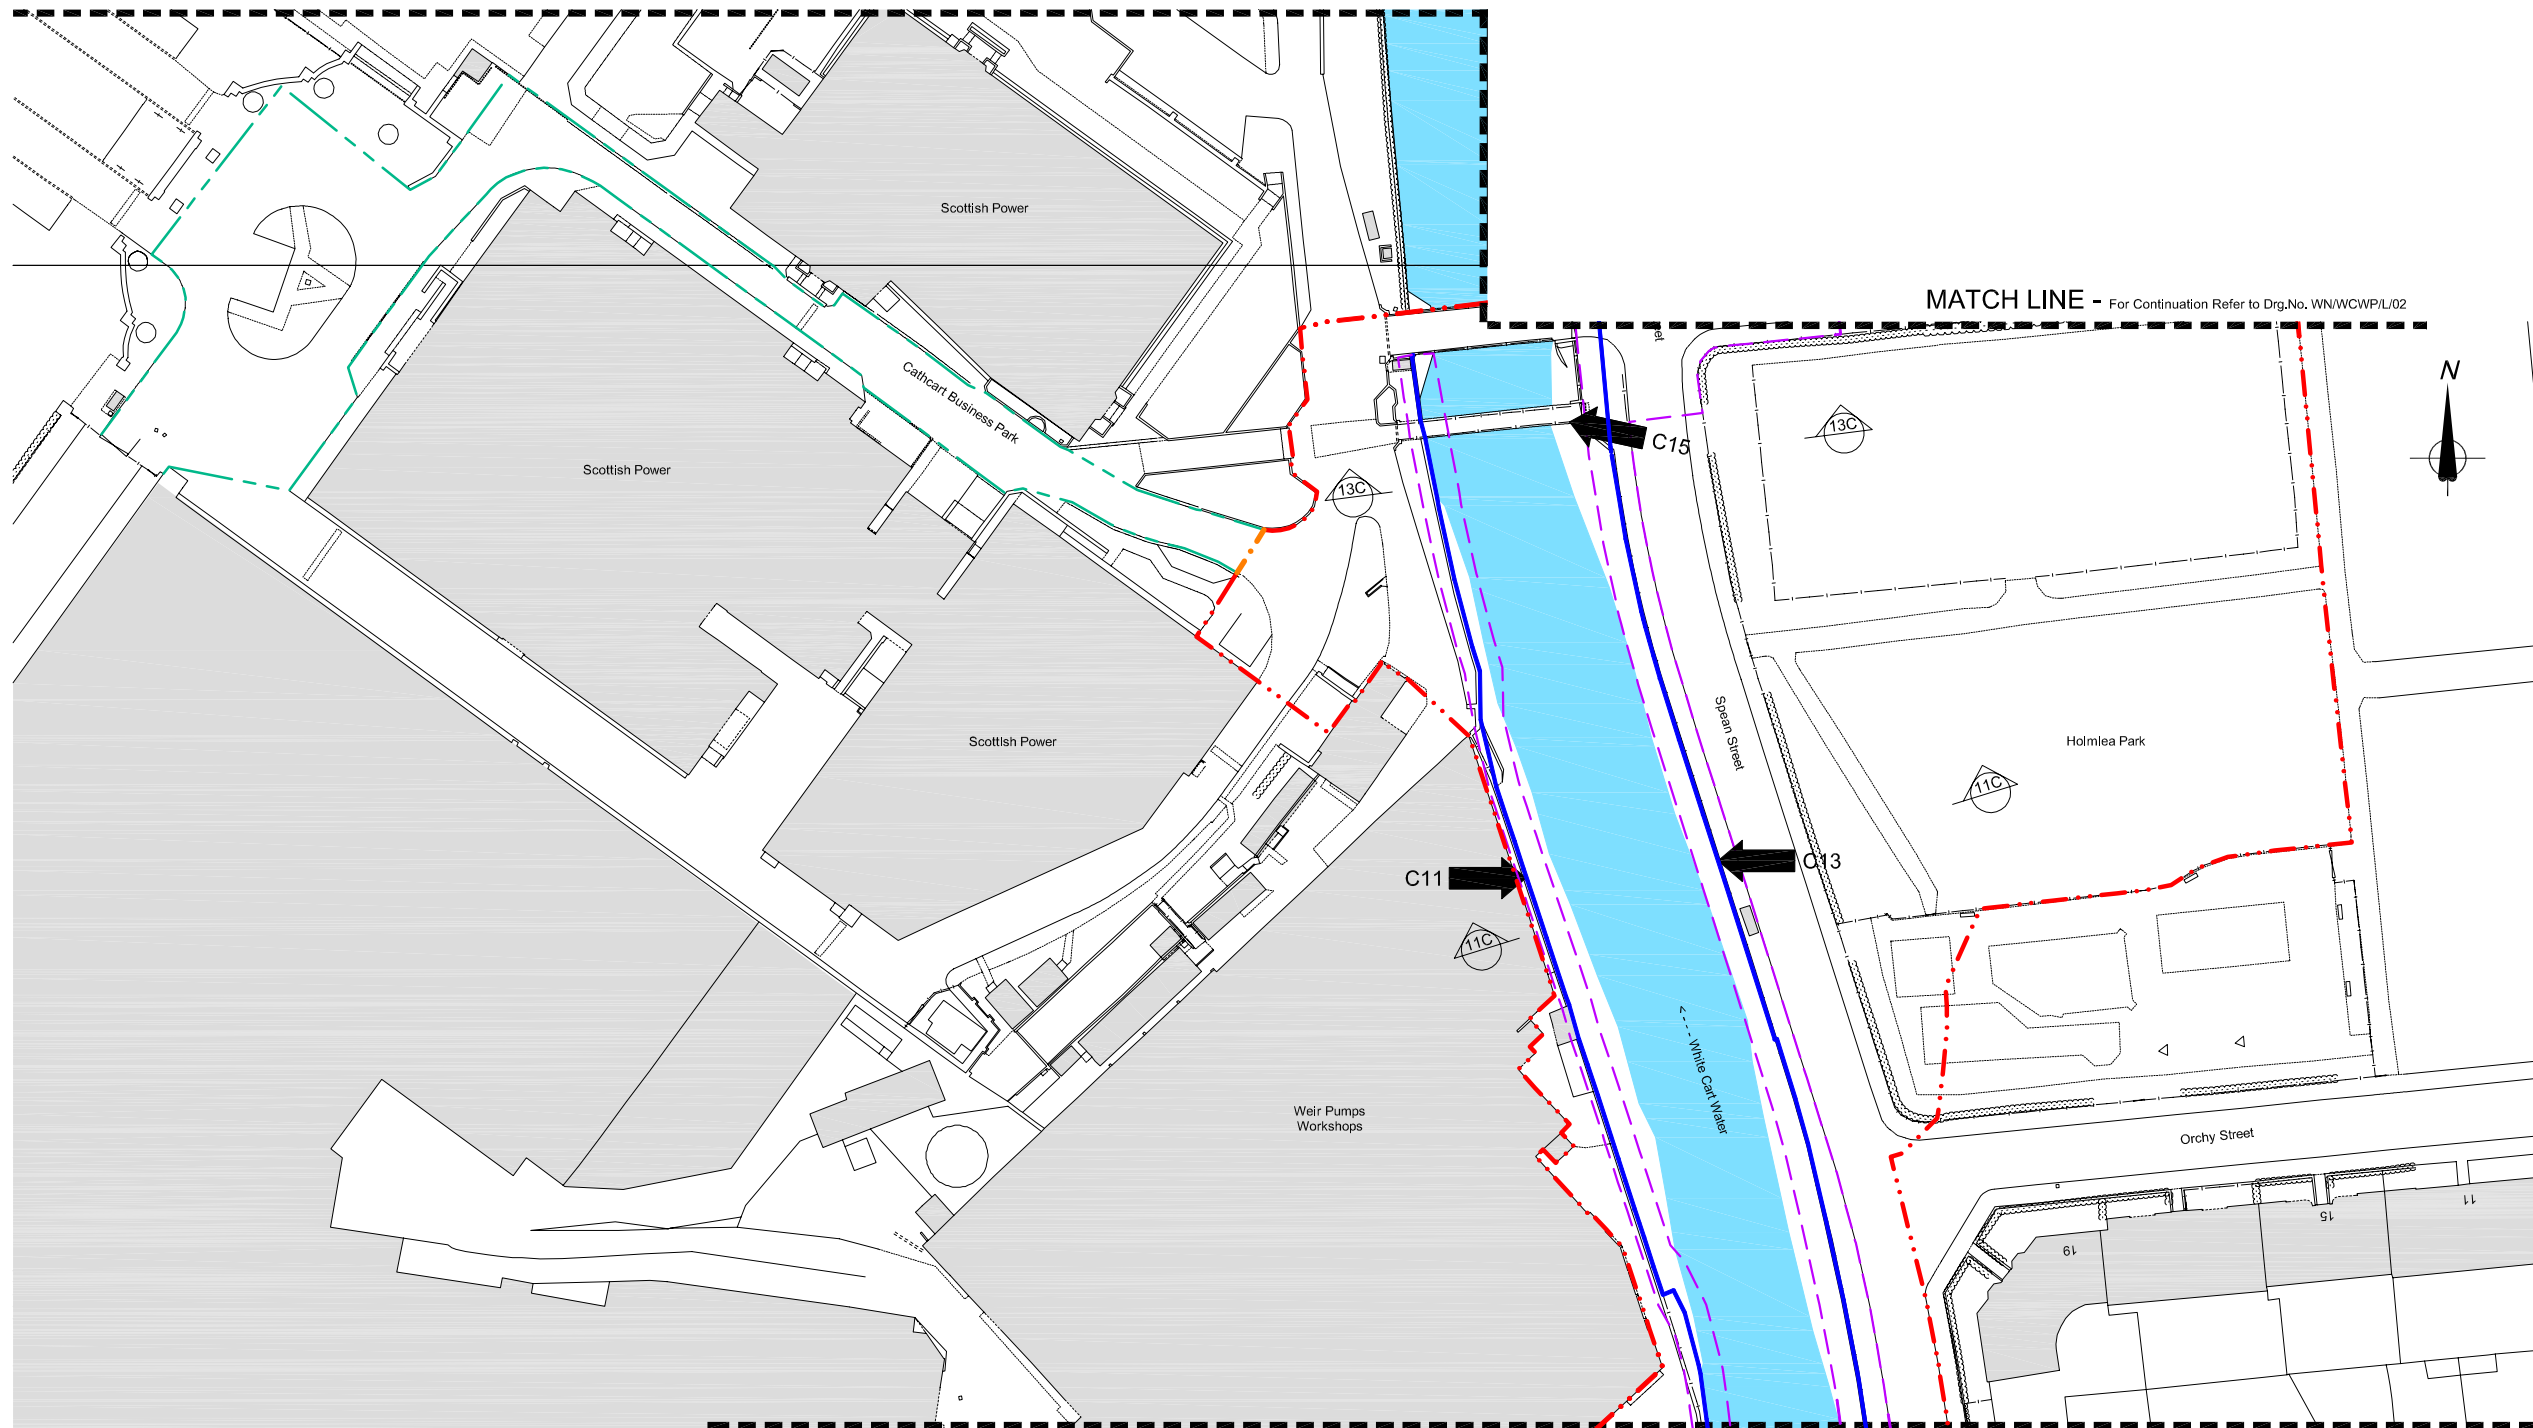 Scottish Power
MATCH LINE - For Continuation Refer to Drg.No. WN/WCWP/L/02
N
Cathcart Business Park
13C
C15
Scottish Power
13C
Spean Street
Scottish Power
Holmlea Park
11C
C11
C13
11C
<---- White Cart Water
Weir Pumps
Workshops
Orchy Street
11
15
19